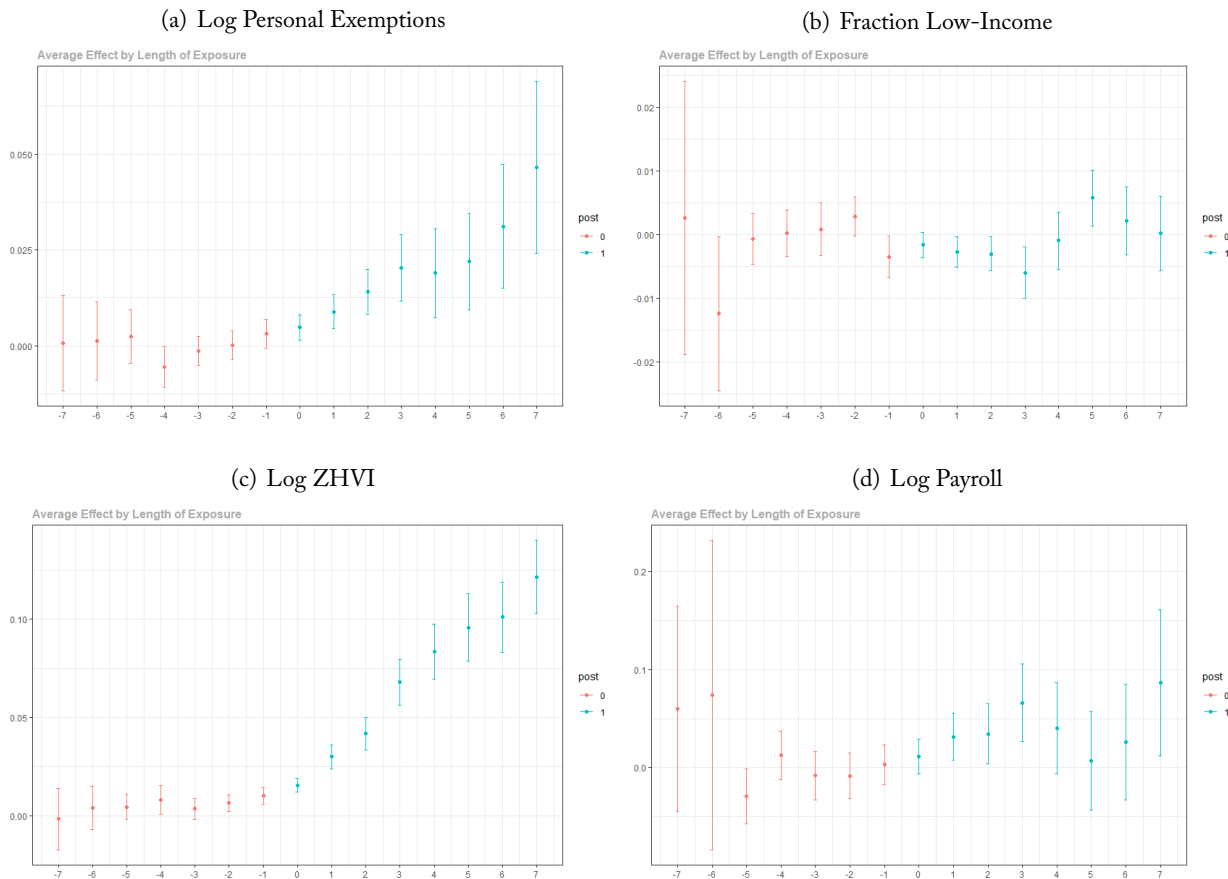 (a) Log Personal Exemptions
Average Effect by Length of Exposure
0.050
0.025
0.000
-7 -6 -5 -4 -3 -2 -1 0 1 2 3 4 5 6 7
post
0
1
(b) Fraction Low-Income
Average Effect by Length of Exposure
0.02
0.01
0.00
-0.01
-0.02
-7 -6 -5 -4 -3 -2 -1 0 1 2 3 4 5 6 7
post
0
1
(c) Log ZHVI
Average Effect by Length of Exposure
0.10
0.05
0.00
-7 -6 -5 -4 -3 -2 -1 0 1 2 3 4 5 6 7
post
0
1
(d) Log Payroll
Average Effect by Length of Exposure
0.2
0.1
0.0
-7 -6 -5 -4 -3 -2 -1 0 1 2 3 4 5 6 7
post
0
1